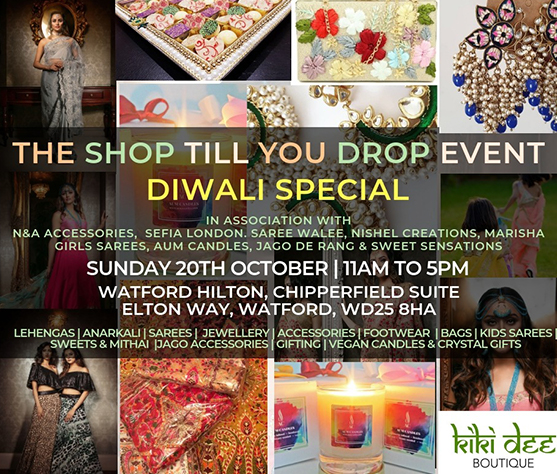 THE SHOP TILL YOU DROP EVENT
DIWALI SPECIAL
IN ASSOCIATION WITH
N&A ACCESSORIES, SEFIA LONDON. SAREE WALEE, NISHEL CREATIONS, MARISHA
GIRLS SAREES, AUM CANDLES, JAGO DE RANG & SWEET SENSATIONS
SUNDAY 20TH OCTOBER | 11AM TO 5PM
WATFORD HILTON, CHIPPERFIELD SUITE
ELTON WAY, WATFORD, WD25 8HA
LEHENGAS | ANARKALI | SAREES | JEWELLERY | ACCESSORIES | FOOTWEAR | BAGS | KIDS SAREES |
SWEETS & MITHAI |JAGO ACCESSORIES | GIFTING | VEGAN CANDLES & CRYSTAL GIFTS
kiki dee
BOUTIQUE